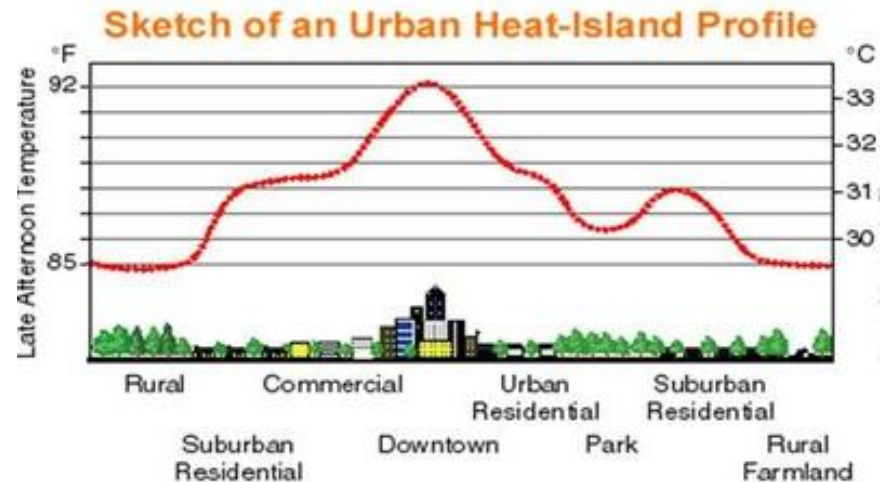 Sketch of an Urban Heat-Island Profile
°F
°C
Late Afternoon Temperature
92
85
33
32
31
30
Rural
Commercial
Urban
Residential
Suburban
Residential
Suburban
Residential
Downtown
Park
Rural
Farmland